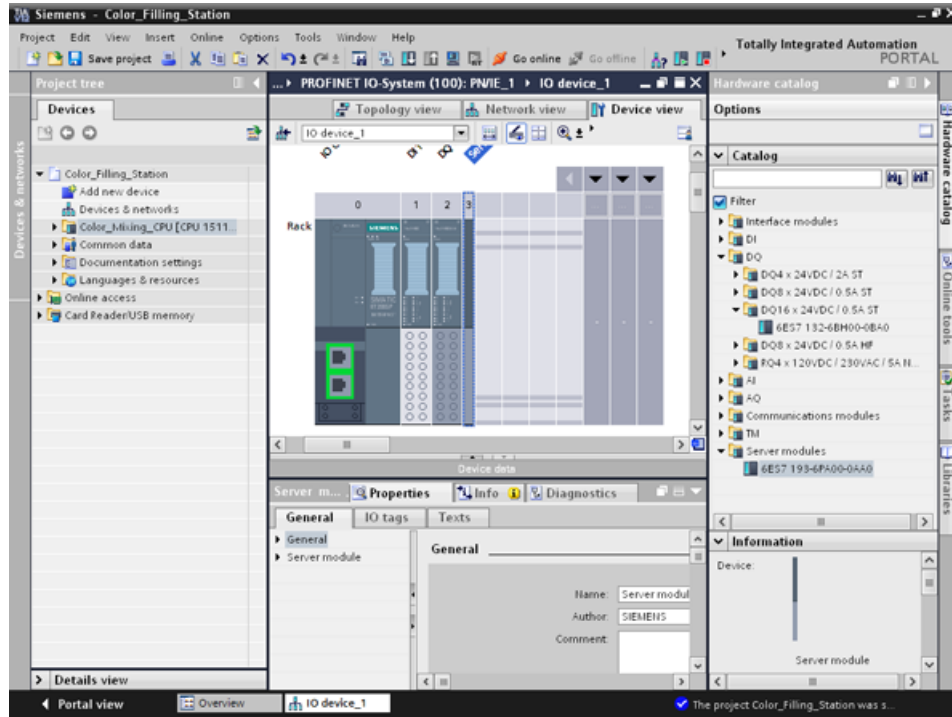 Siemens - Color_Filling_Station
Project Edit View Insert Online Options Tools Window Help
Save project
Go online
Go offline
Totally Integrated Automation
PORTAL
Project tree
Devices
Color_Filling_Station
Add new device
Devices & networks
Color_Mixing_CPU [CPU 1511...
Common data
Documentation settings
Languages & resources
Online access
Card Reader/USB memory
Details view
Devices & networks
... PROFINET IO-System (100): PN/IE_1 IO device_1
Topology view
Network view
Device view
IO device_1
0 1 2 3
Rack
SIEMENS
Device data
Server m...
Properties
Info
Diagnostics
General
IO tags
Texts
General
Server module
General
Name: Server modul
Author: SIEMENS
Comment:
Hardware catalog
Options
Catalog
Filter
Interface modules
DI
DQ
DQ4 x 24VDC / 2A ST
DQ8 x 24VDC / 0.5A ST
DQ16 x 24VDC / 0.5A ST
6ES7 132-6BH00-0BA0
DQ8 x 24VDC / 0.5A HF
RQ4 x 120VDC / 230VAC / 5A N...
AI
AQ
Communications modules
TM
Server modules
6ES7 193-6PA00-0AA0
Information
Device:
Server module
Hardware catalog
Online tools
Tasks
Libraries
Portal view
Overview
IO device_1
The project Color_Filling_Station was s...